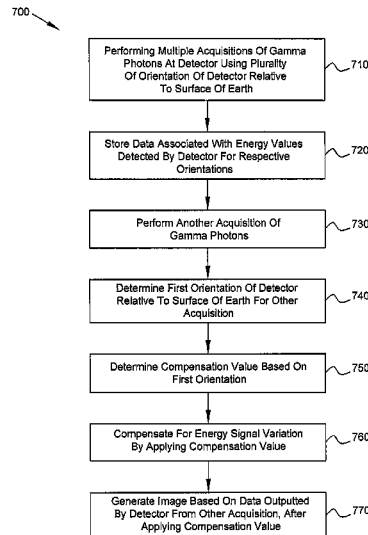 700
Performing Multiple Acquisitions Of Gamma
Photons At Detector Using Plurality
Of Orientation Of Detector Relative
To Surface Of Earth
710
Store Data Associated With Energy Values
Detected By Detector For Respective
Orientations
720
Perform Another Acquisition Of
Gamma Photons
730
Determine First Orientation Of Detector
Relative To Surface Of Earth For Other
Acquisition
740
Determine Compensation Value Based On
First Orientation
750
Compensate For Energy Signal Variation
By Applying Compensation Value
760
Generate Image Based On Data Outputted
By Detector From Other Acquisition, After
Applying Compensation Value
770